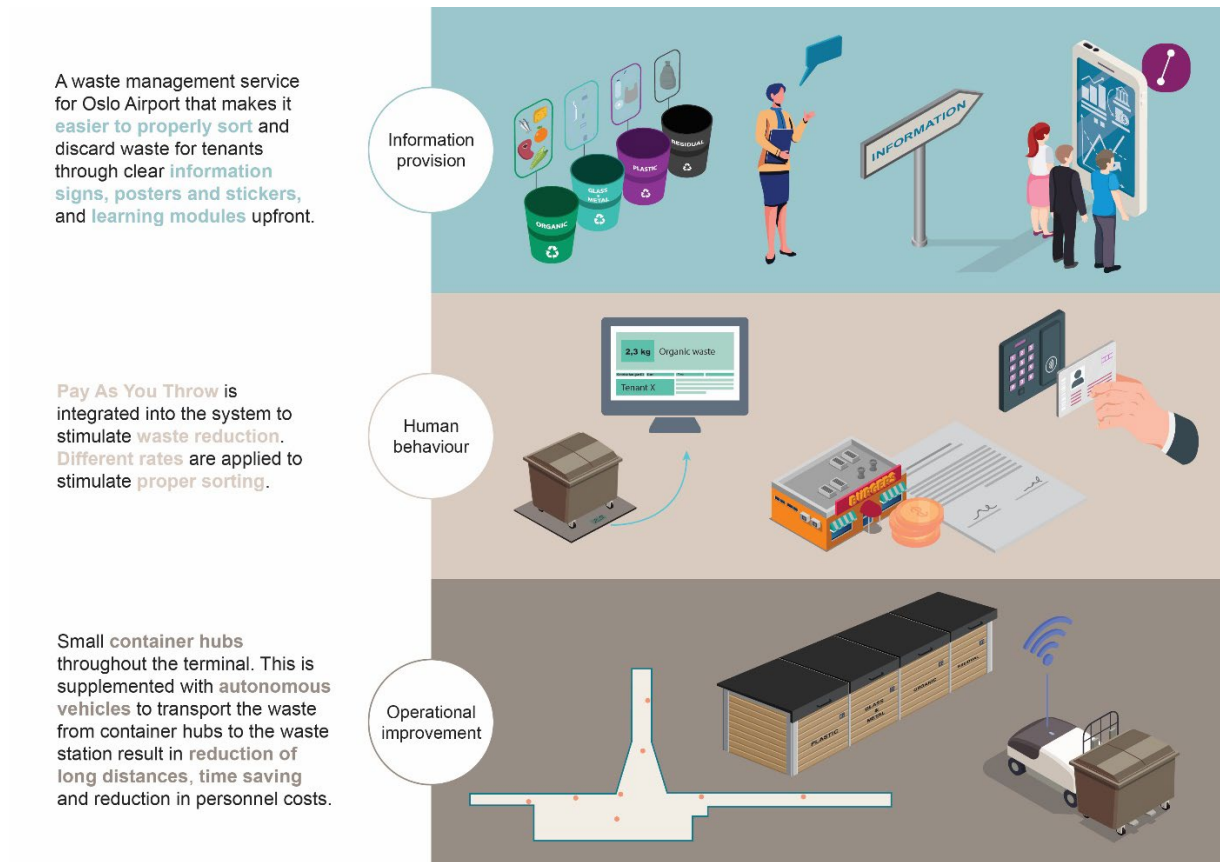 A waste management service
for Oslo Airport that makes it
easier to properly sort and
discard waste for tenants
through clear information
signs, posters and stickers,
and learning modules upfront.
Information
provision
ORGANIC
GLASS
&
METAL
PLASTIC
RESIDUAL
INFORMATION
Pay As You Throw is
integrated into the system to
stimulate waste reduction.
Different rates are applied to
stimulate proper sorting.
Human
behaviour
2,3 kg Organic waste
Tenant X
BURGERS
Small container hubs
throughout the terminal. This is
supplemented with autonomous
vehicles to transport the waste
from container hubs to the waste
station result in reduction of
long distances, time saving
and reduction in personnel costs.
Operational
improvement
PLASTIC
GLASS
&
METAL
ORGANIC
RESIDUAL